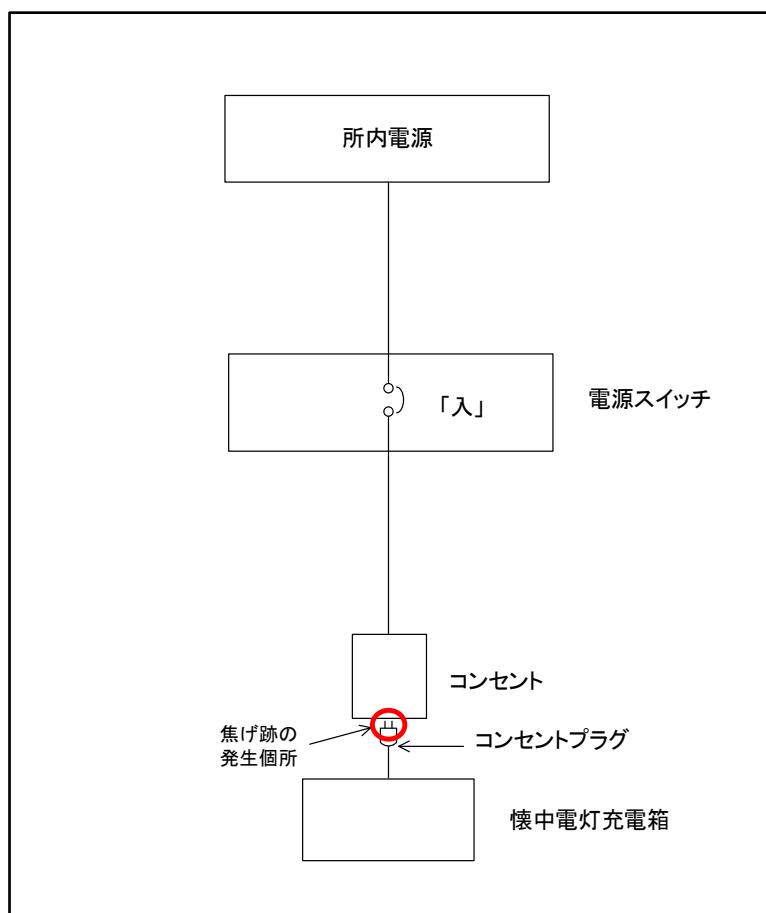 所内電源
「入」
電源スイッチ
コンセント
焦げ跡の
発生個所
コンセントプラグ
懐中電灯充電箱